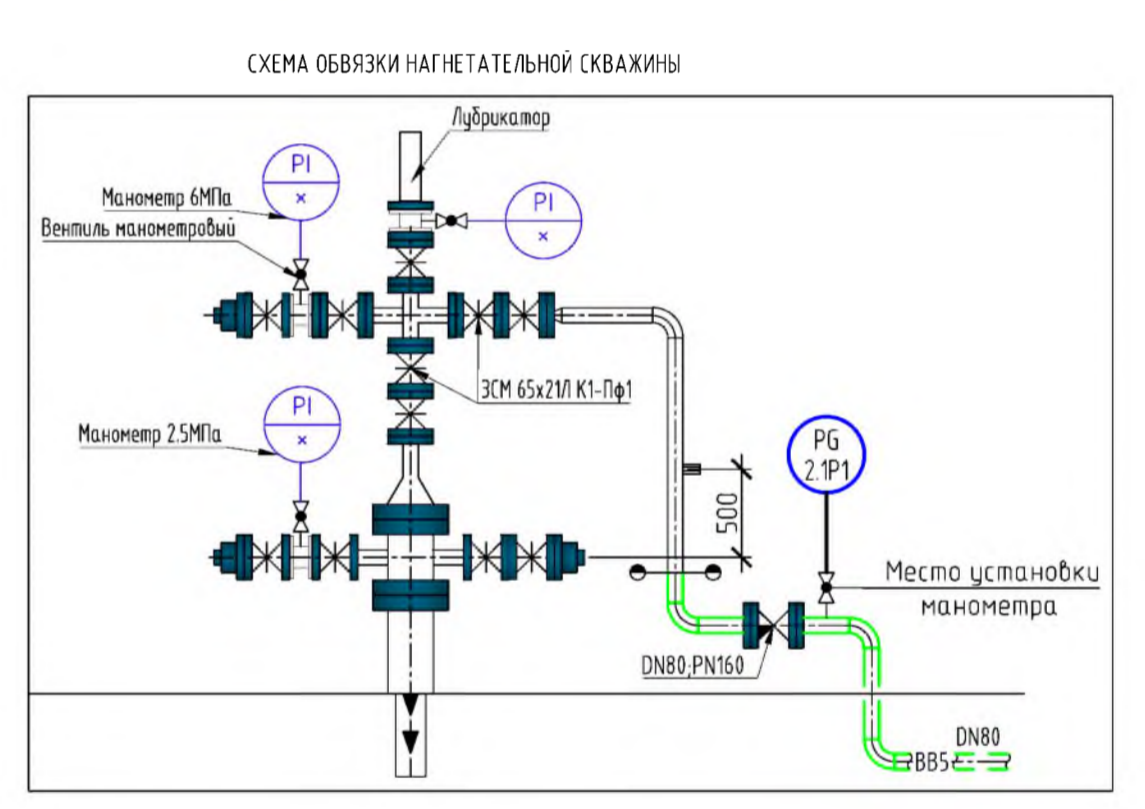 СХЕМА ОБВЯЗКИ НАГНЕТАТЕЛЬНОЙ СКВАЖИНЫ
Лубрикатор
PI
×
Манометр 6МПа
Вентиль манометровый
PI
×
ЗСМ 65х21Л К1-Пф1
PI
×
Манометр 2.5МПа
PG
2.1P1
500
Место установки
манометра
DN80;PN160
DN80
ВВ5